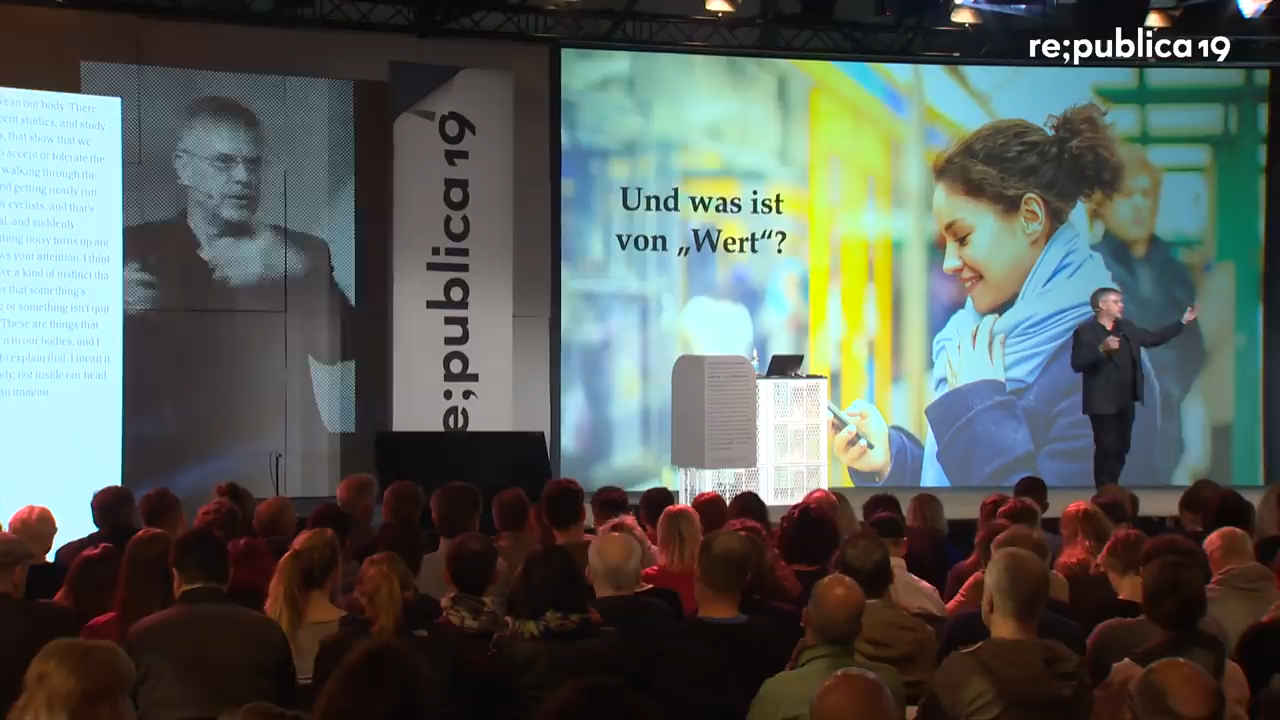 re;publica 19
re;publica 19
Und was ist
von „Wert“?
ve in our body. There
cent studies, and study
s, that show that we
o accept or tolerate the
walking through the
nd getting nearly run
y cyclists, and that's
al, and suddenly
thing noisy turns up and
ws your attention. I think
ve a kind of instinct tha
is that something's
g or something isn't quit
These are things that
n in our bodies, and I
to explain that. I mean it
dy, not inside our head
an imagine